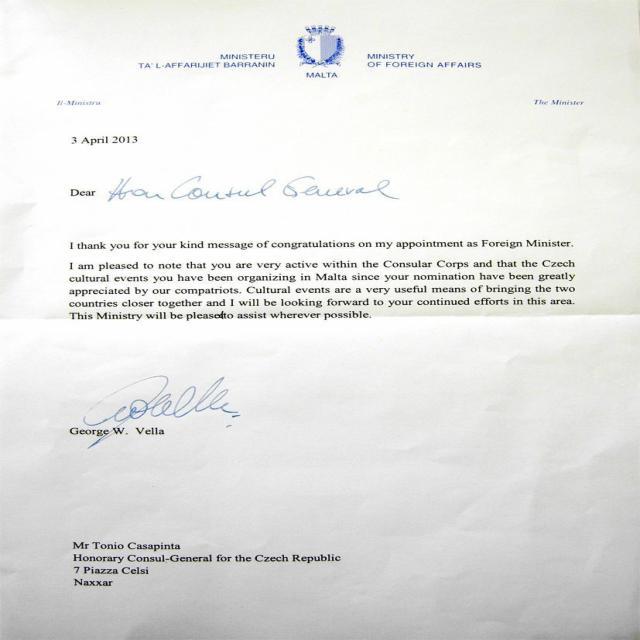 MINISTERU
TA' L-AFFARIJIET BARRANIN
MALTA
MINISTRY
OF FOREIGN AFFAIRS
Il-Ministru
The Minister
3 April 2013
Dear Hon Consul General
I thank you for your kind message of congratulations on my appointment as Foreign Minister.
I am pleased to note that you are very active within the Consular Corps and that the Czech
cultural events you have been organizing in Malta since your nomination have been greatly
appreciated by our compatriots. Cultural events are a very useful means of bringing the two
countries closer together and I will be looking forward to your continued efforts in this area.
This Ministry will be pleased to assist wherever possible.
George W. Vella
Mr Tonio Casapinta
Honorary Consul-General for the Czech Republic
7 Piazza Celsi
Naxxar